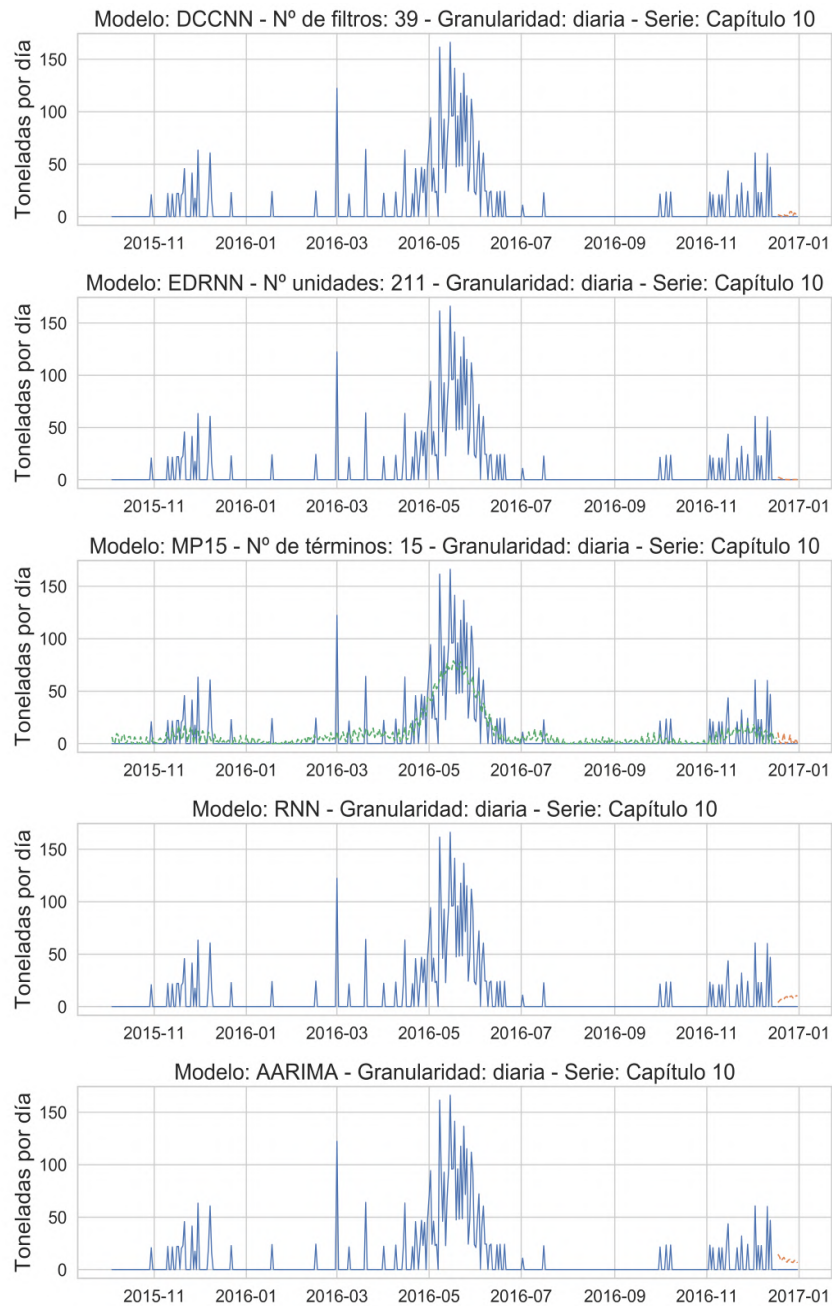 Modelo: DCCNN - Nº de filtros: 39 - Granularidad: diaria - Serie: Capítulo 10
Toneladas por día
150
100
50
0
2015-11 2016-01 2016-03 2016-05 2016-07 2016-09 2016-11 2017-01
Modelo: EDRNN - Nº unidades: 211 - Granularidad: diaria - Serie: Capítulo 10
Toneladas por día
150
100
50
0
2015-11 2016-01 2016-03 2016-05 2016-07 2016-09 2016-11 2017-01
Modelo: MP15 - Nº de términos: 15 - Granularidad: diaria - Serie: Capítulo 10
Toneladas por día
150
100
50
0
2015-11 2016-01 2016-03 2016-05 2016-07 2016-09 2016-11 2017-01
Modelo: RNN - Granularidad: diaria - Serie: Capítulo 10
Toneladas por día
150
100
50
0
2015-11 2016-01 2016-03 2016-05 2016-07 2016-09 2016-11 2017-01
Modelo: AARIMA - Granularidad: diaria - Serie: Capítulo 10
Toneladas por día
150
100
50
0
2015-11 2016-01 2016-03 2016-05 2016-07 2016-09 2016-11 2017-01